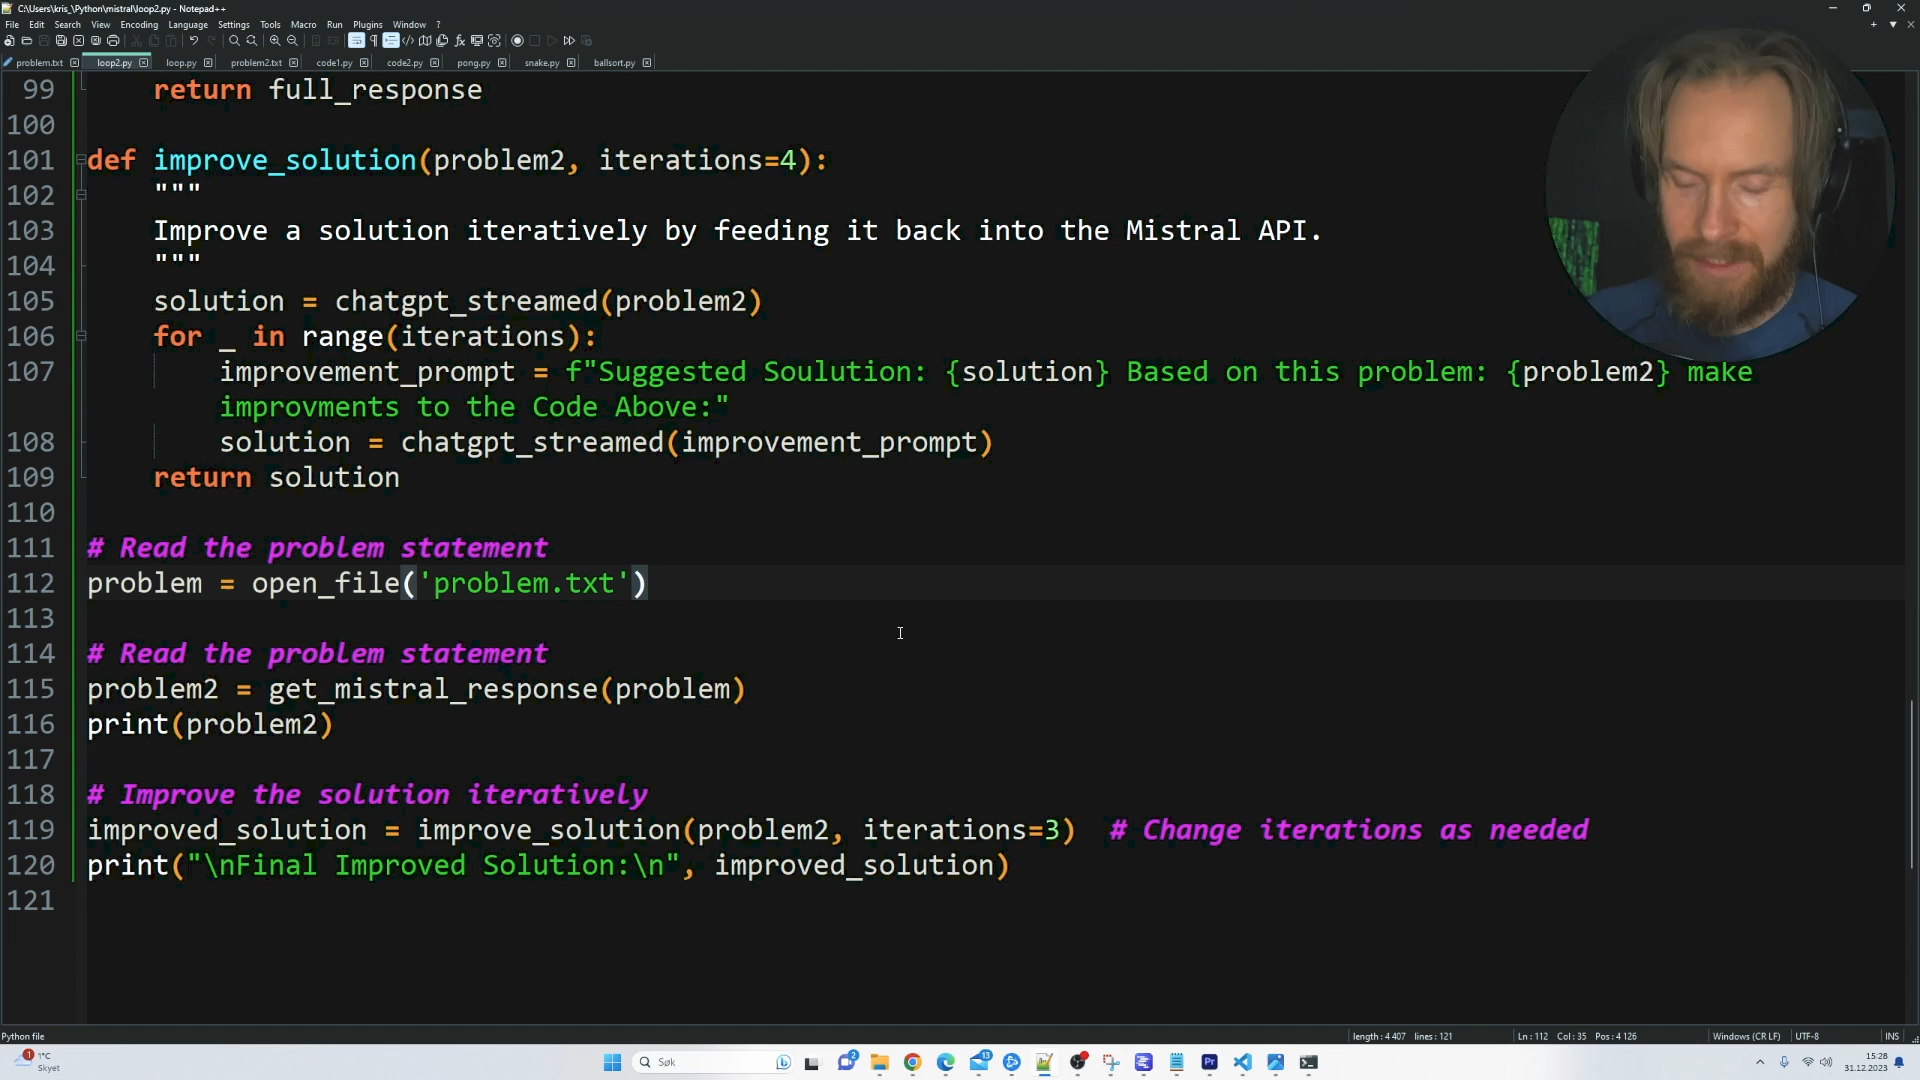 C:\Users\kris_\Python\mistral\loop2.py - Notepad++
File Edit Search View Encoding Language Settings Tools Macro Run Plugins Window ?
problem.txt loop2.py loop.py problem2.txt code1.py code2.py pong.py snake.py ballsort.py
99 return full_response
100
101 def improve_solution(problem2, iterations=4):
102 """
103 Improve a solution iteratively by feeding it back into the Mistral API.
104 """
105 solution = chatgpt_streamed(problem2)
106 for _ in range(iterations):
107 improvement_prompt = f"Suggested Soulution: {solution} Based on this problem: {problem2} make
improvments to the Code Above:"
108 solution = chatgpt_streamed(improvement_prompt)
109 return solution
110
111 # Read the problem statement
112 problem = open_file('problem.txt')
113
114 # Read the problem statement
115 problem2 = get_mistral_response(problem)
116 print(problem2)
117
118 # Improve the solution iteratively
119 improved_solution = improve_solution(problem2, iterations=3) # Change iterations as needed
120 print("\nFinal Improved Solution:\n", improved_solution)
121
Python file length : 4 407 lines : 121 Ln : 112 Col : 35 Pos : 4 126 Windows (CR LF) UTF-8 INS
1 1°C
Skyet
Søk
2
13
15:28
31.12.2023